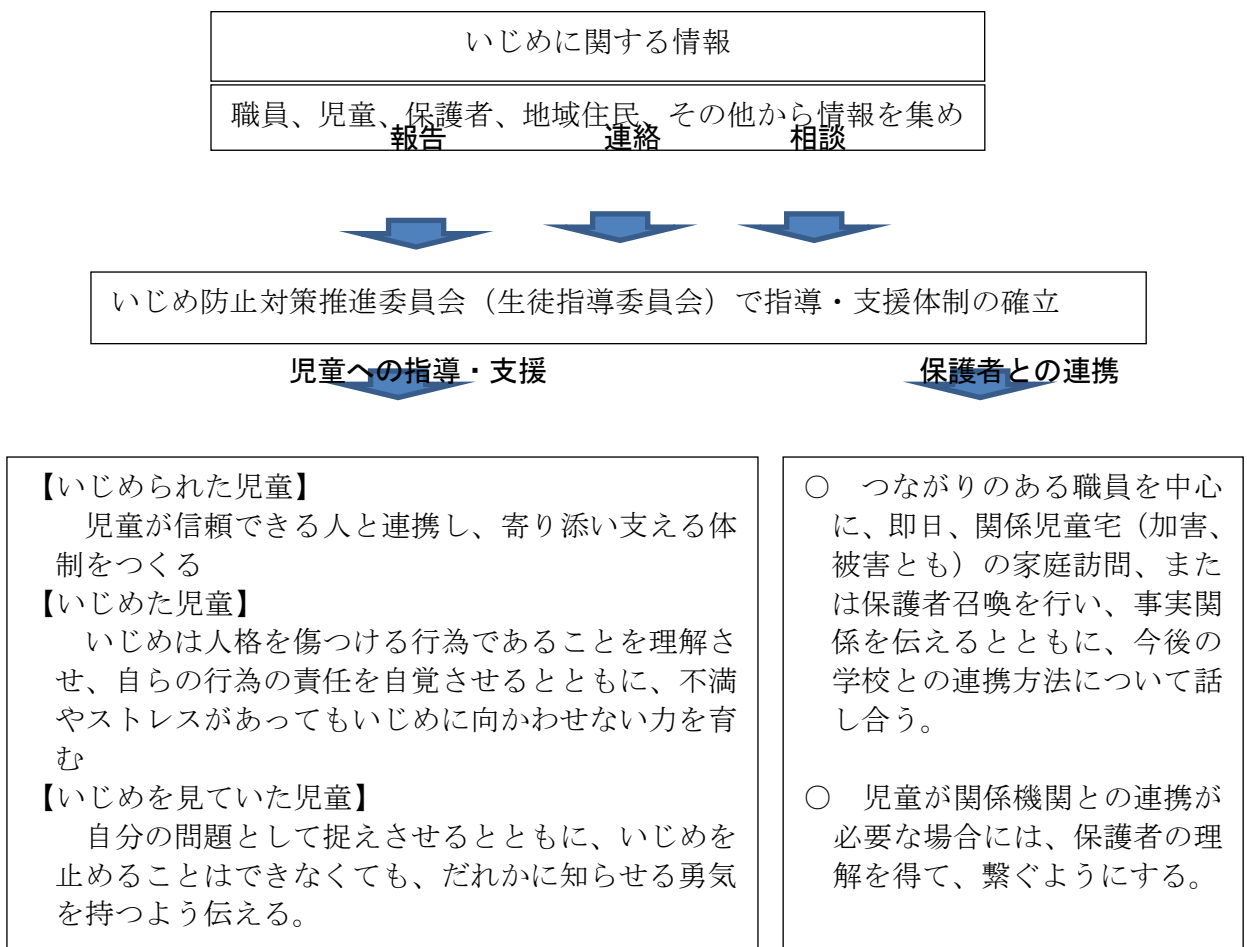 いじめに関する情報
職員、児童、保護者、地域住民、その他から情報を集め
報告 連絡 相談
いじめ防止対策推進委員会（生徒指導委員会）で指導・支援体制の確立
児童への指導・支援
保護者との連携
【いじめられた児童】
児童が信頼できる人と連携し、寄り添い支える体
制をつくる
【いじめた児童】
いじめは人格を傷つける行為であることを理解さ
せ、自らの行為の責任を自覚させるとともに、不満
やストレスがあってもいじめに向かわせない力を育
む
【いじめを見ていた児童】
自分の問題として捉えさせるとともに、いじめを
止めることはできなくても、だれかに知らせる勇気
を持つよう伝える。
○　つながりのある職員を中心
に、即日、関係児童宅（加害、
被害とも）の家庭訪問、また
は保護者召喚を行い、事実関
係を伝えるとともに、今後の
学校との連携方法について話
し合う。
○　児童が関係機関との連携が
必要な場合には、保護者の理
解を得て、繋ぐようにする。